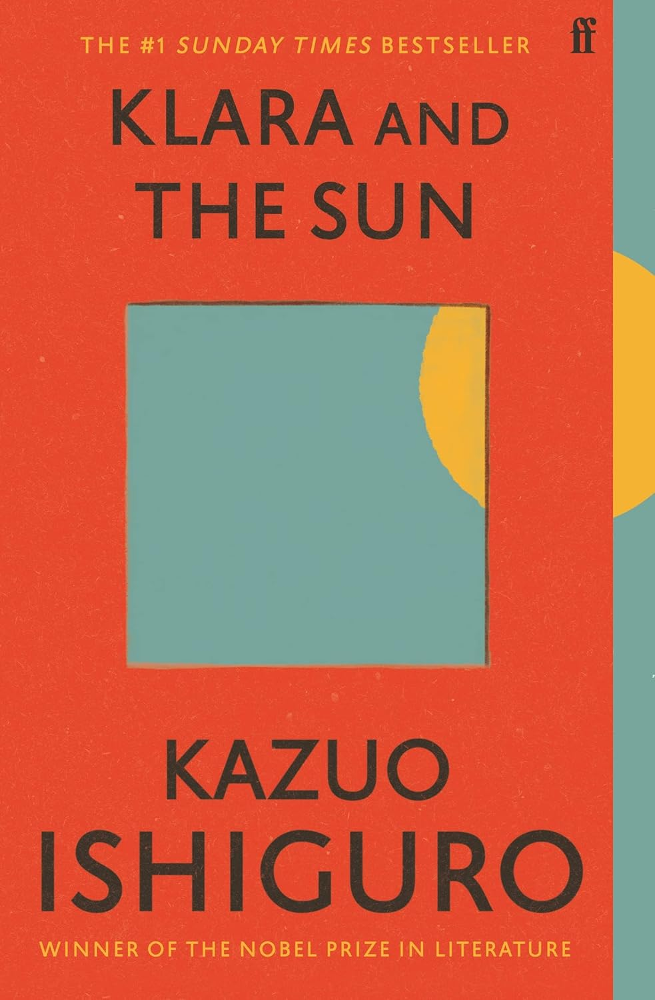 THE #1 SUNDAY TIMES BESTSELLER
ff
KLARA AND
THE SUN
KAZUO
ISHIGURO
WINNER OF THE NOBEL PRIZE IN LITERATURE